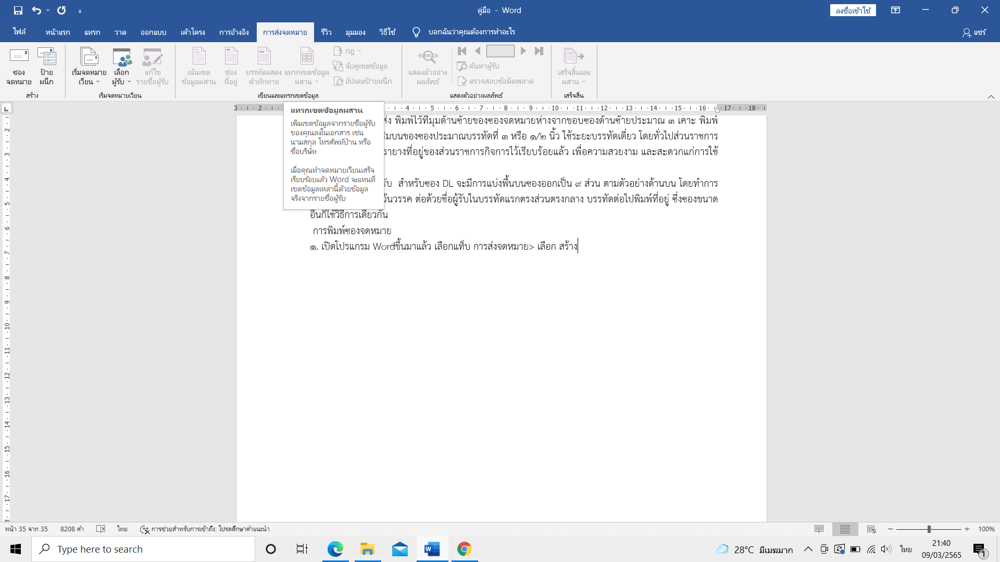 คู่มือ - Word
ลงชื่อเข้าใช้
ไฟล์ หน้าแรก แทรก วาด ออกแบบ เค้าโครง การอ้างอิง การส่งจดหมาย รีวิว มุมมอง วิธีใช้ บอกฉันว่าคุณต้องการทำอะไร แชร์
ซองจดหมาย
ป้ายผนึก
สร้าง
เริ่มจดหมายเวียน
เลือกผู้รับ
แก้ไขรายชื่อผู้รับ
เริ่มจดหมายเวียน
เน้นเขตข้อมูลผสาน
ช่องที่อยู่
บรรทัดแสดงคำทักทาย
แทรกเขตข้อมูลผสาน
กฎ
จับคู่เขตข้อมูล
อัปเดตป้ายผนึก
เขียนและแทรกเขตข้อมูล
แสดงตัวอย่างผลลัพธ์
ABC
ค้นหาผู้รับ
ตรวจสอบข้อผิดพลาด
แสดงตัวอย่างผลลัพธ์
เสร็จสิ้นและผสาน
เสร็จสิ้น
3 2 4 5 6 7 8 9 10 11 12 13 14 15 16 17 18
แทรกเขตข้อมูลผสาน
เพิ่มเขตข้อมูลจากรายชื่อผู้รับ
ของคุณลงในเอกสาร เช่น
นามสกุล โทรศัพท์บ้าน หรือ
ชื่อบริษัท
เมื่อคุณทำจดหมายเวียนเสร็จ
เรียบร้อยแล้ว Word จะแทนที่
เขตข้อมูลเหล่านี้ด้วยข้อมูล
จริงจากรายชื่อผู้รับ
ส่ง พิมพ์ไว้ที่มุมด้านซ้ายของซองจดหมายห่างจากขอบซองด้านซ้ายประมาณ ๓ เคาะ พิมพ์
ริมบนของซองประมาณบรรทัดที่ ๓ หรือ ๑/๒ นิ้ว ใช้ระยะบรรทัดเดี่ยว โดยทั่วไปส่วนราชการ
รายางที่อยู่ของส่วนราชการกิจการไว้เรียบร้อยแล้ว เพื่อความสวยงาม และสะดวกแก่การใช้
รับ สำหรับซอง DL จะมีการแบ่งพื้นบนซองออกเป็น ๙ ส่วน ตามตัวอย่างด้านบน โดยทำการ
ว้นวรรค ต่อด้วยชื่อผู้รับในบรรทัดแรกตรงส่วนตรงกลาง บรรทัดต่อไปพิมพ์ที่อยู่ ซึ่งซองขนาด
อื่นก็ใช้วิธีการเดียวกัน
การพิมพ์ซองจดหมาย
๑. เปิดโปรแกรม Wordขึ้นมาแล้ว เลือกแท็บ การส่งจดหมาย> เลือก สร้าง
2 3 4 5 6 7 8 9 10 11 12 13 14 15 16 17
หน้า 35 จาก 35 8208 คำ ไทย การช่วยสำหรับการเข้าถึง: โปรดศึกษาคำแนะนำ 100%
Type here to search
28°C มีเมฆมาก
ไทย
21:40
09/03/2565
1